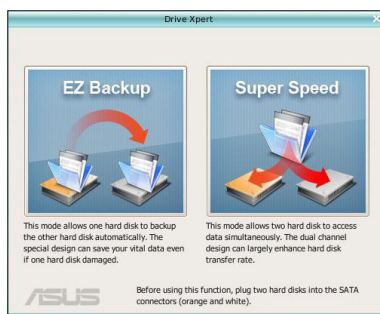 Drive Xpert
EZ Backup
This mode allows one hard disk to backup
the other hard disk automatically. The
special design can save your vital data even
if one hard disk damaged.
Super Speed
This mode allows two hard disk to access
data simultaneously. The dual channel
design can largely enhance hard disk
transfer rate.
ASUS
Before using this function, plug two hard disks into the SATA
connectors (orange and white).